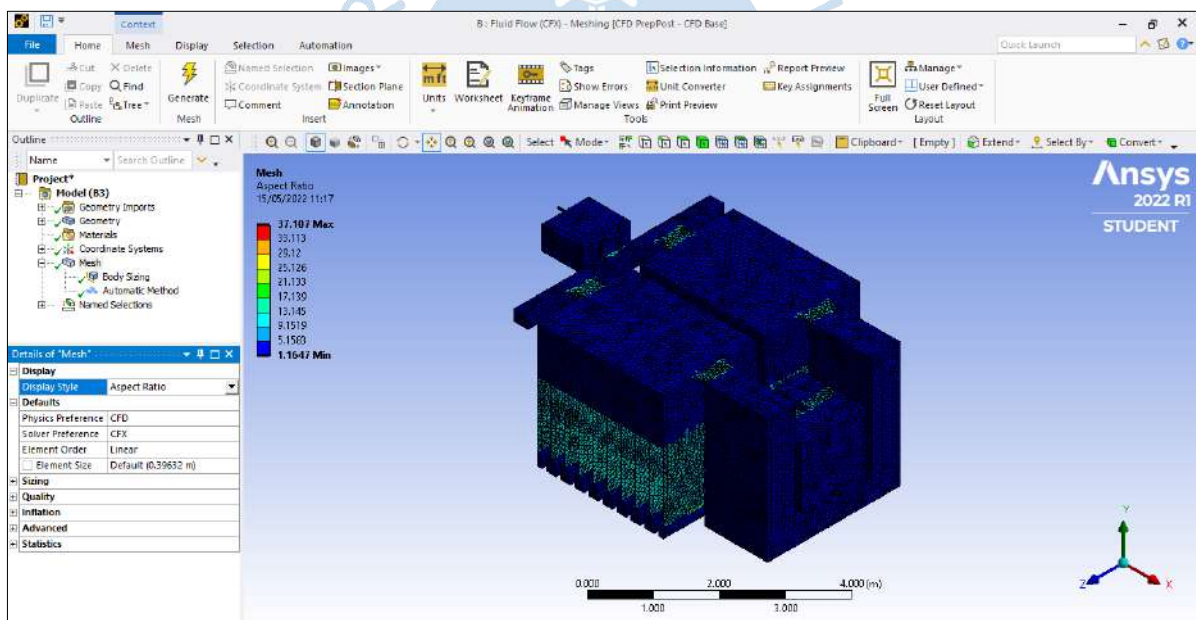 Context
B: Fluid Flow (CFX) - Meshing [CFD PrepPost - CFD Base]
File Home Mesh Display Selection Automation
Quick Launch
Duplicate
Cut
Copy
Paste
Delete
Find
Tree
Outline
Generate
Mesh
Named Selection
Coordinate System
Comment
Images
Section Plane
Annotation
Insert
Units
Worksheet
Keyframe Animation
Tags
Show Errors
Manage Views
Selection Information
Unit Converter
Print Preview
Report Preview
Key Assignments
Tools
Full Screen
Manage
User Defined
Reset Layout
Layout
Outline
Name Search Outline
Select Mode Clipboard [Empty] Extend Select By Convert
Project*
Model (B3)
Geometry Imports
Geometry
Materials
Coordinate Systems
Mesh
Body Sizing
Automatic Method
Named Selections
Details of "Mesh"
Display
Display Style Aspect Ratio
Defaults
Physics Preference CFD
Solver Preference CFX
Element Order Linear
Element Size Default (0.39632 m)
Sizing
Quality
Inflation
Advanced
Statistics
Mesh
Aspect Ratio
15/05/2022 11:17
37.107 Max
33.113
29.12
25.126
21.133
17.139
13.145
9.1519
5.1583
1.1647 Min
Ansys
2022 R1
STUDENT
0.000 2.000 4.000 (m)
1.000 3.000
Y
Z
X